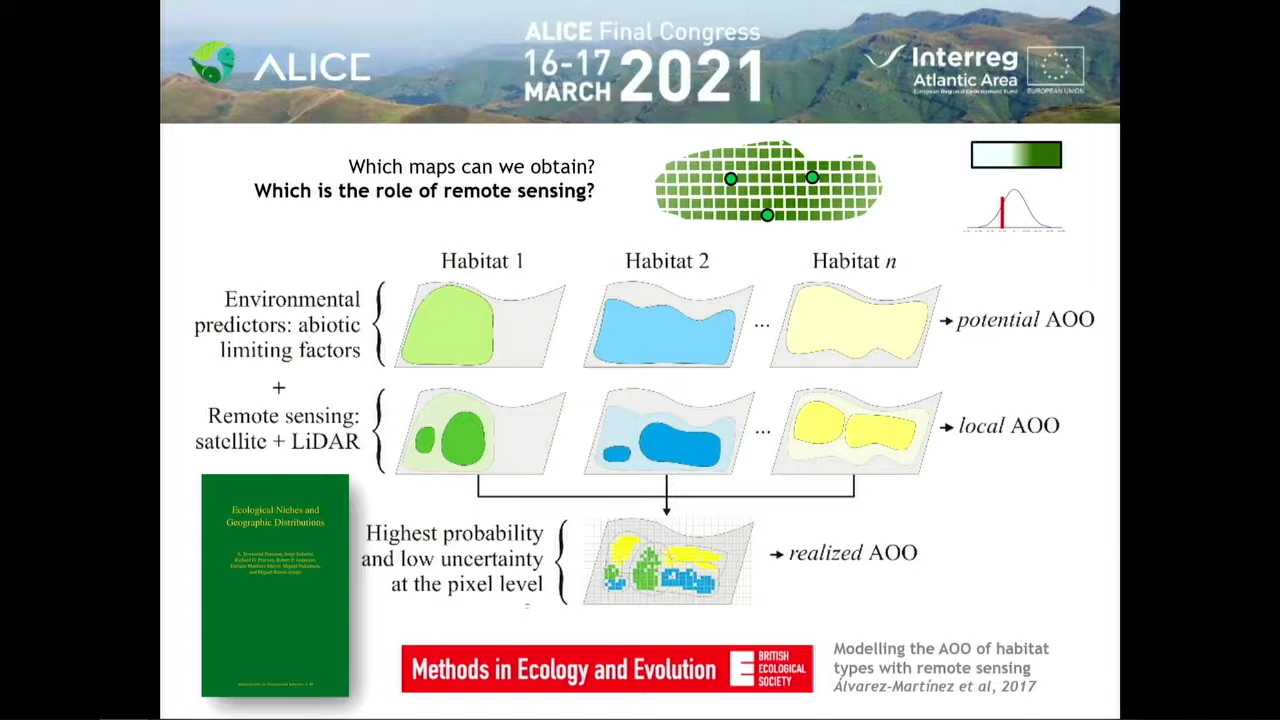 ALICE
ALICE Final Congress
16-17
MARCH 2021
Interreg
Atlantic Area
European Regional Development Fund
EUROPEAN UNION
Which maps can we obtain?
Which is the role of remote sensing?
Habitat 1
Habitat 2
Habitat n
Environmental
predictors: abiotic
limiting factors
...
potential AOO
+
Remote sensing:
satellite + LiDAR
...
local AOO
Ecological Niches and
Geographic Distributions
Highest probability
and low uncertainty
at the pixel level
realized AOO
Methods in Ecology and Evolution
BRITISH
ECOLOGICAL
SOCIETY
Modelling the AOO of habitat
types with remote sensing
Álvarez-Martínez et al, 2017